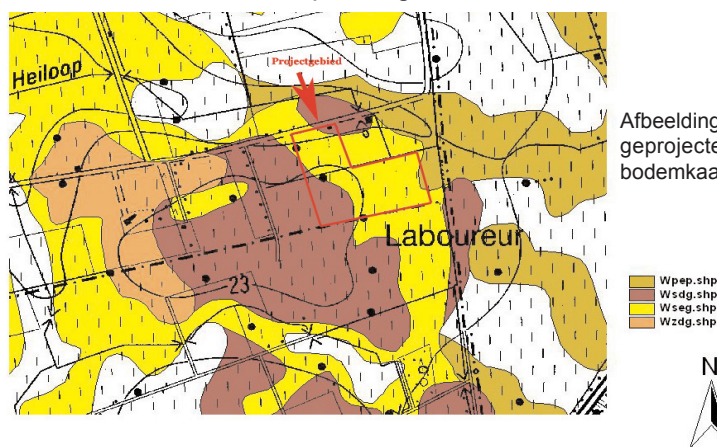 Projectgebied
Heiloop
Laboureur
23
Afbeelding
geprojecte
bodemkaa
Wpep.shp
Wsdg.shp
Wseg.shp
Wzdg.shp
N